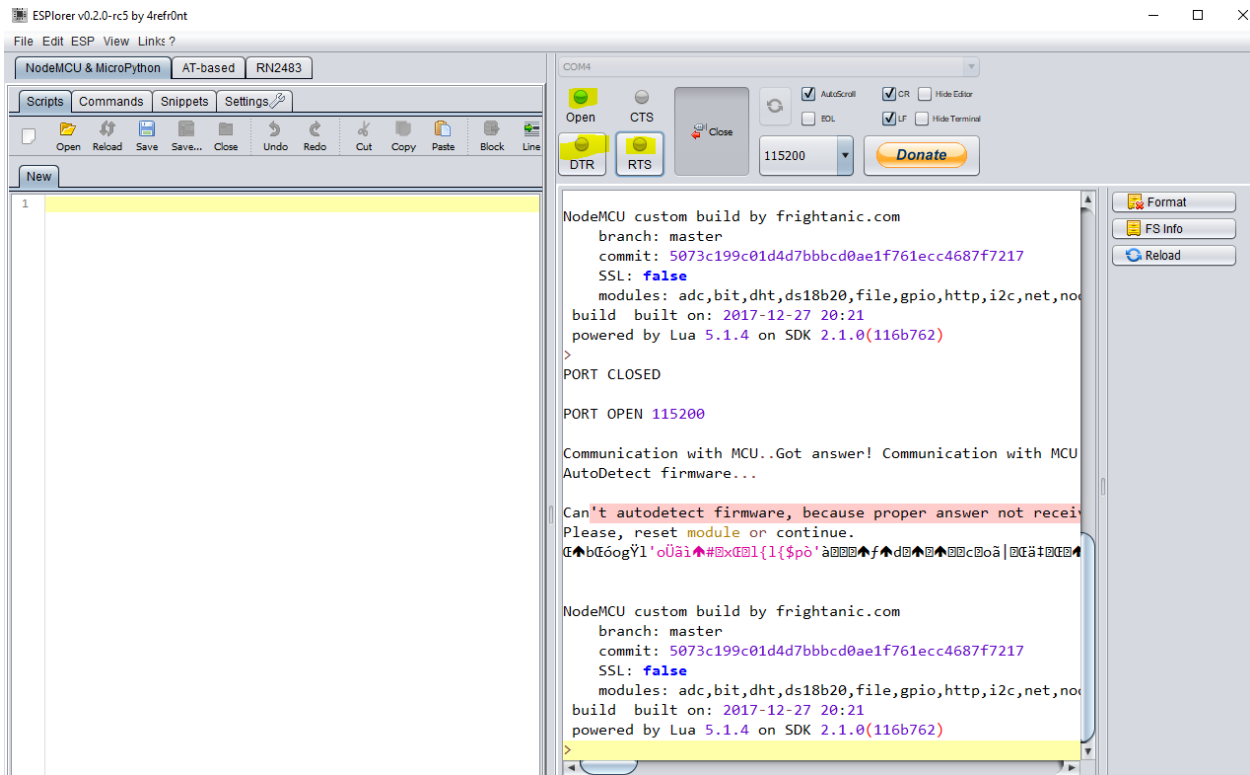 ESPlorer v0.2.0-rc5 by 4refr0nt
File Edit ESP View Links ?
NodeMCU & MicroPython AT-based RN2483
Scripts Commands Snippets Settings
Open Reload Save Save... Close Undo Redo Cut Copy Paste Block Line
New
1
COM4
Open CTS Close AutoScroll CR Hide Editor
EOL LF Hide Terminal
DTR RTS 115200 Donate
NodeMCU custom build by frightanic.com
branch: master
commit: 5073c199c01d4d7bbbcd0ae1f761ecc4687f7217
SSL: false
modules: adc,bit,dht,ds18b20,file,gpio,http,i2c,net,no
build built on: 2017-12-27 20:21
powered by Lua 5.1.4 on SDK 2.1.0(116b762)
>
PORT CLOSED
PORT OPEN 115200
Communication with MCU..Got answer! Communication with MCU
AutoDetect firmware...
Can't autodetect firmware, because proper answer not recei
Please, reset module or continue.
NodeMCU custom build by frightanic.com
branch: master
commit: 5073c199c01d4d7bbbcd0ae1f761ecc4687f7217
SSL: false
modules: adc,bit,dht,ds18b20,file,gpio,http,i2c,net,no
build built on: 2017-12-27 20:21
powered by Lua 5.1.4 on SDK 2.1.0(116b762)
>
Format
FS Info
Reload